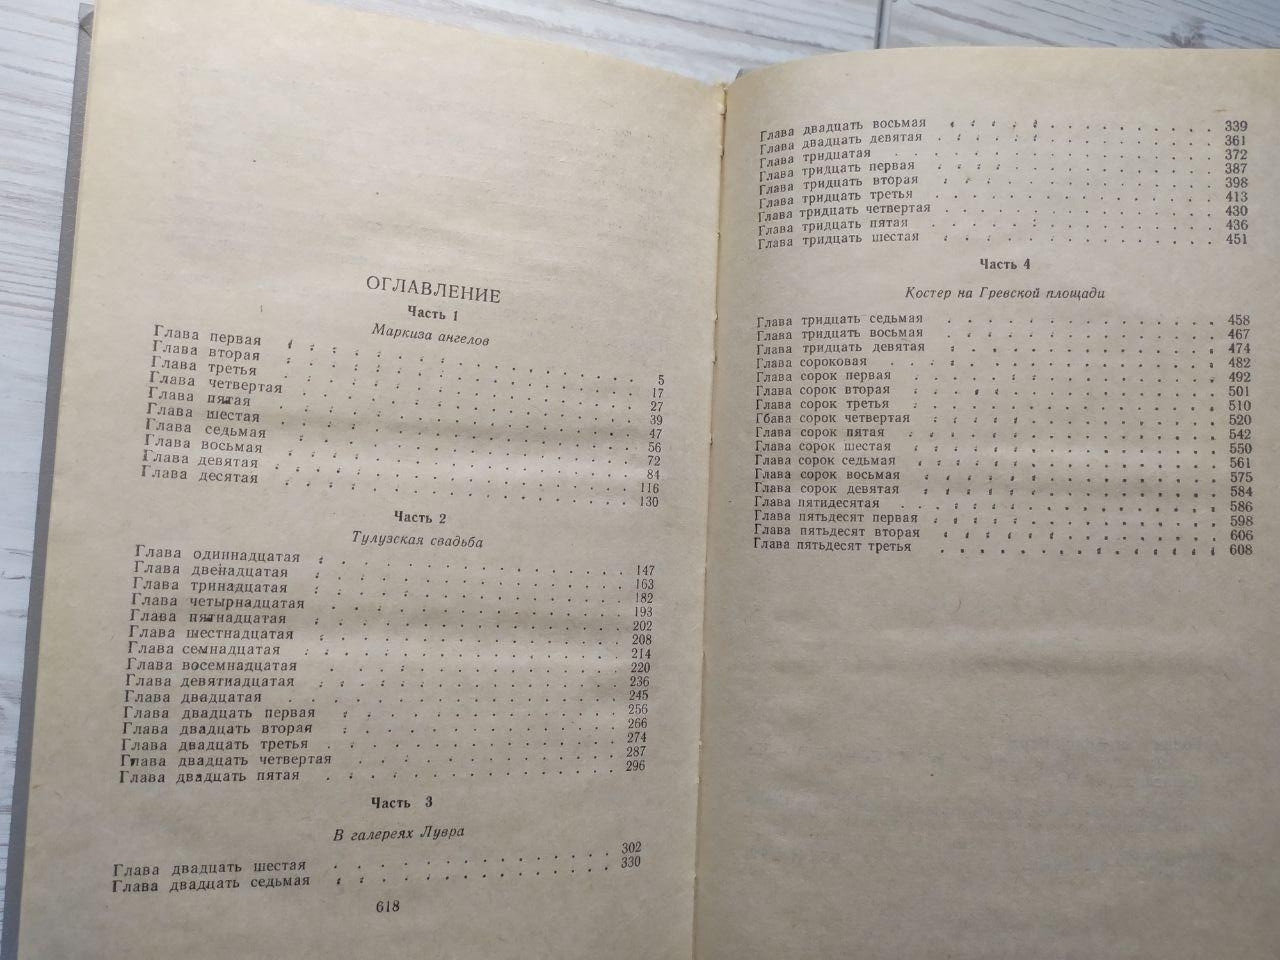 ОГЛАВЛЕНИЕ
Часть 1
Маркиза ангелов
Глава первая . . . . . . . . . . 5
Глава вторая . . . . . . . . . . 17
Глава третья . . . . . . . . . . 27
Глава четвертая . . . . . . . . . . 39
Глава пятая . . . . . . . . . . 47
Глава шестая . . . . . . . . . . 56
Глава седьмая . . . . . . . . . . 72
Глава восьмая . . . . . . . . . . 84
Глава девятая . . . . . . . . . . 116
Глава десятая . . . . . . . . . . 130
Часть 2
Тулузская свадьба
Глава одиннадцатая . . . . . . . . . . 147
Глава двенадцатая . . . . . . . . . . 163
Глава тринадцатая . . . . . . . . . . 182
Глава четырнадцатая . . . . . . . . . . 193
Глава пятнадцатая . . . . . . . . . . 202
Глава шестнадцатая . . . . . . . . . . 208
Глава семнадцатая . . . . . . . . . . 214
Глава восемнадцатая . . . . . . . . . . 220
Глава девятнадцатая . . . . . . . . . . 236
Глава двадцатая . . . . . . . . . . 245
Глава двадцать первая . . . . . . . . . . 256
Глава двадцать вторая . . . . . . . . . . 266
Глава двадцать третья . . . . . . . . . . 274
Глава двадцать четвертая . . . . . . . . . . 287
Глава двадцать пятая . . . . . . . . . . 296
Часть 3
В галереях Лувра
Глава двадцать шестая . . . . . . . . . . 302
Глава двадцать седьмая . . . . . . . . . . 330
618
Глава двадцать восьмая . . . . . . . . . . 339
Глава двадцать девятая . . . . . . . . . . 361
Глава тридцатая . . . . . . . . . . 372
Глава тридцать первая . . . . . . . . . . 387
Глава тридцать вторая . . . . . . . . . . 398
Глава тридцать третья . . . . . . . . . . 413
Глава тридцать четвертая . . . . . . . . . . 430
Глава тридцать пятая . . . . . . . . . . 436
Глава тридцать шестая . . . . . . . . . . 451
Часть 4
Костер на Гревской площади
Глава тридцать седьмая . . . . . . . . . . 458
Глава тридцать восьмая . . . . . . . . . . 467
Глава тридцать девятая . . . . . . . . . . 474
Глава сороковая . . . . . . . . . . 482
Глава сорок первая . . . . . . . . . . 492
Глава сорок вторая . . . . . . . . . . 501
Глава сорок третья . . . . . . . . . . 510
Гбава сорок четвертая . . . . . . . . . . 520
Глава сорок пятая . . . . . . . . . . 542
Глава сорок шестая . . . . . . . . . . 550
Глава сорок седьмая . . . . . . . . . . 561
Глава сорок восьмая . . . . . . . . . . 575
Глава сорок девятая . . . . . . . . . . 584
Глава пятидесятая . . . . . . . . . . 586
Глава пятьдесят первая . . . . . . . . . . 598
Глава пятьдесят вторая . . . . . . . . . . 606
Глава пятьдесят третья . . . . . . . . . . 608